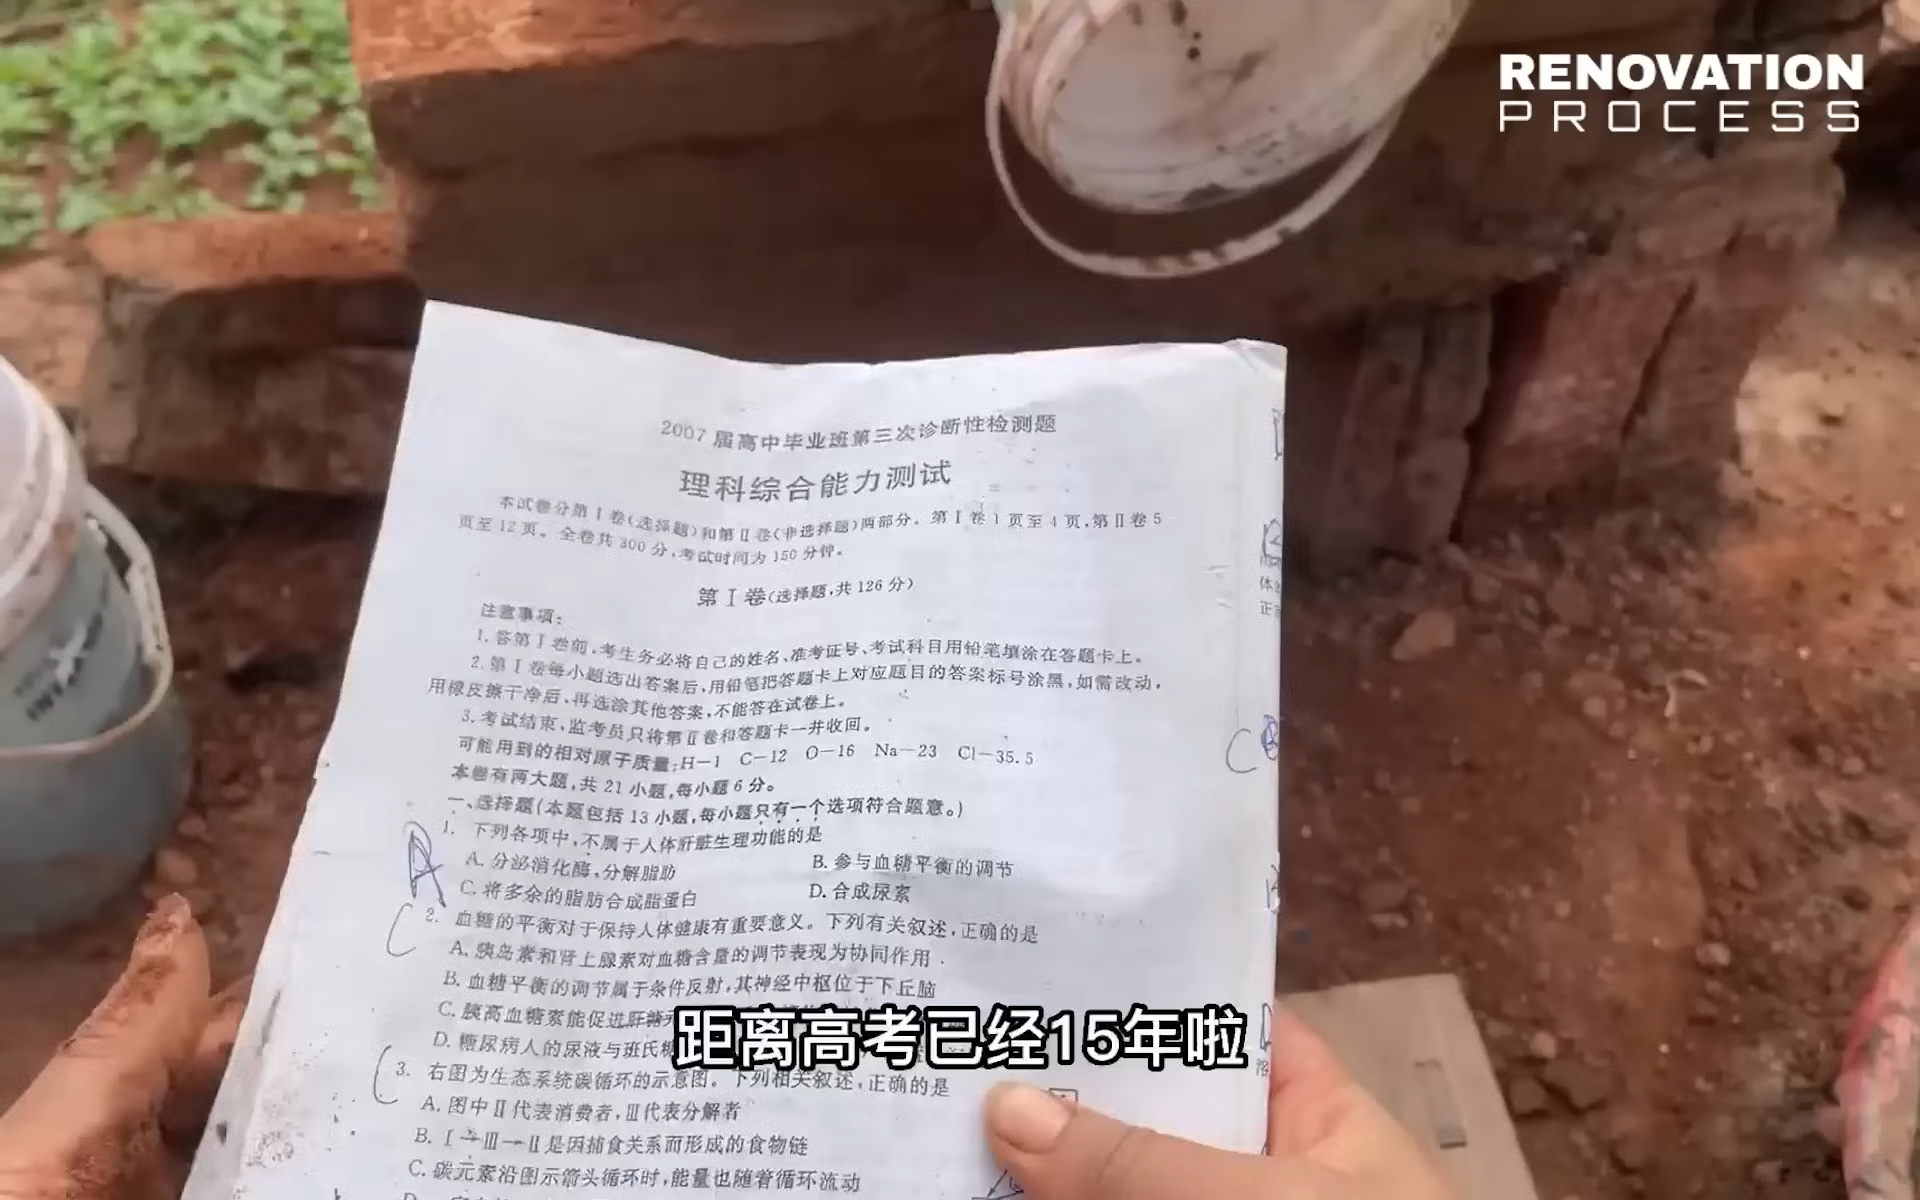 RENOVATION
PROCESS
2007届高中毕业班第三次诊断性检测题
理科综合能力测试
本试卷分第Ⅰ卷(选择题)和第Ⅱ卷(非选择题)两部分。第Ⅰ卷1页至4页,第Ⅱ卷5
页至12页。全卷共300分,考试时间为150分钟。
第Ⅰ卷(选择题,共126分)
注意事项:
1.答第Ⅰ卷前,考生务必将自己的姓名、准考证号、考试科目用铅笔填涂在答题卡上。
2.第Ⅰ卷每小题选出答案后,用铅笔把答题卡上对应题目的答案标号涂黑,如需改动,
用橡皮擦干净后,再选涂其他答案,不能答在试卷上。
3.考试结束,监考员只将第Ⅱ卷和答题卡一并收回。
可能用到的相对原子质量:H—1 C—12 O—16 Na—23 Cl—35.5
本卷有两大题,共21小题,每小题6分。
一、选择题(本题包括13小题,每小题只有一个选项符合题意。)
A 1. 下列各项中,不属于人体肝脏生理功能的是
A.分泌消化酶,分解脂肪 B.参与血糖平衡的调节
C.将多余的脂肪合成脂蛋白 D.合成尿素
C 2. 血糖的平衡对于保持人体健康有重要意义。下列有关叙述,正确的是
A.胰岛素和肾上腺素对血糖含量的调节表现为协同作用
B.血糖平衡的调节属于条件反射,其神经中枢位于下丘脑
C.胰高血糖素能促进肝糖
D.糖尿病人的尿液与班氏
C 3. 右图为生态系统碳循环的示意图。下列相关叙述,正确的是
A.图中Ⅱ代表消费者,Ⅲ代表分解者
B.Ⅰ→Ⅲ→Ⅱ是因捕食关系而形成的食物链
C.碳元素沿图示箭头循环时,能量也随着循环流动
C B
体
正
溶
距离高考已经15年啦